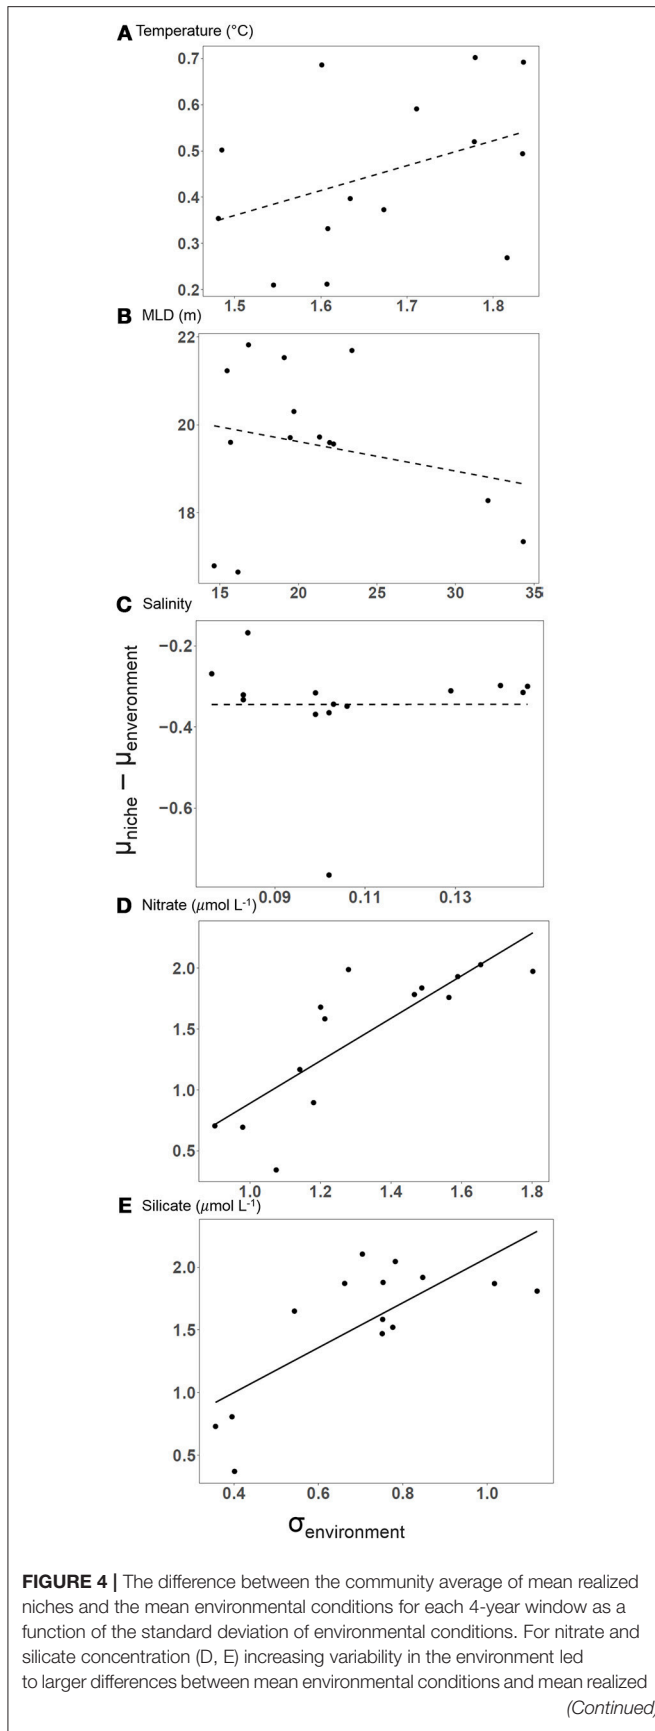 A Temperature (°C)
0.7
0.6
0.5
0.4
0.3
0.2
1.5 1.6 1.7 1.8
B MLD (m)
22
20
18
15 20 25 30 35
C Salinity
−0.2
−0.4
−0.6
μniche − μenveronment
0.09 0.11 0.13
D Nitrate (μmol L-1)
2.0
1.5
1.0
0.5
1.0 1.2 1.4 1.6 1.8
E Silicate (μmol L-1)
2.0
1.5
1.0
0.5
0.4 0.6 0.8 1.0
σenvironment
FIGURE 4 | The difference between the community average of mean realized
niches and the mean environmental conditions for each 4-year window as a
function of the standard deviation of environmental conditions. For nitrate and
silicate concentration (D, E) increasing variability in the environment led
to larger differences between mean environmental conditions and mean realized
(Continued)